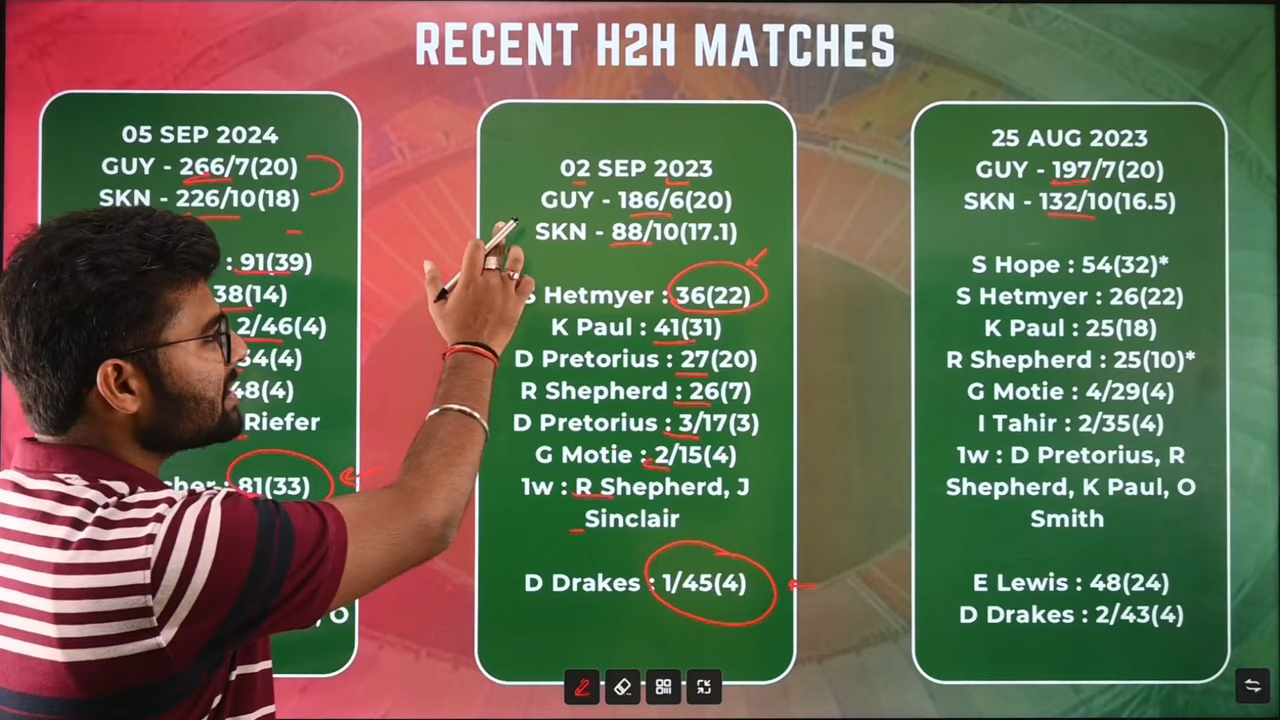 RECENT H2H MATCHES
05 SEP 2024
GUY - 266/7(20)
SKN - 226/10(18)
: 91(39)
38(14)
2/46(4)
34(4)
48(4)
Riefer
: 81(33)
02 SEP 2023
GUY - 186/6(20)
SKN - 88/10(17.1)
S Hetmyer : 36(22)
K Paul : 41(31)
D Pretorius : 27(20)
R Shepherd : 26(7)
D Pretorius : 3/17(3)
G Motie : 2/15(4)
1w : R Shepherd, J
Sinclair
D Drakes : 1/45(4)
25 AUG 2023
GUY - 197/7(20)
SKN - 132/10(16.5)
S Hope : 54(32)*
S Hetmyer : 26(22)
K Paul : 25(18)
R Shepherd : 25(10)*
G Motie : 4/29(4)
I Tahir : 2/35(4)
1w : D Pretorius, R
Shepherd, K Paul, O
Smith
E Lewis : 48(24)
D Drakes : 2/43(4)